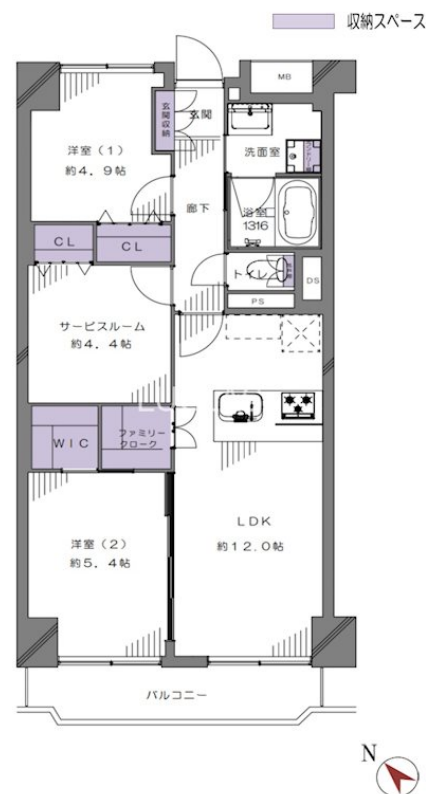 収納スペース
MB
玄関
玄関収納
洋室（1）
約4.9帖
洗面室
廊下
浴室
1316
CL
CL
トイレ
DS
PS
サービスルーム
約4.4帖
WIC
ファミリー
クローク
LDK
約12.0帖
洋室（2）
約5.4帖
バルコニー
N